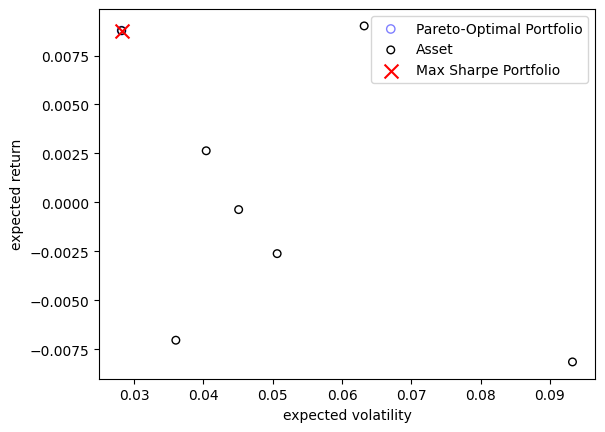 Pareto-Optimal Portfolio
Asset
Max Sharpe Portfolio
0.0075
0.0050
0.0025
0.0000
−0.0025
−0.0050
−0.0075
expected return
0.03 0.04 0.05 0.06 0.07 0.08 0.09
expected volatility